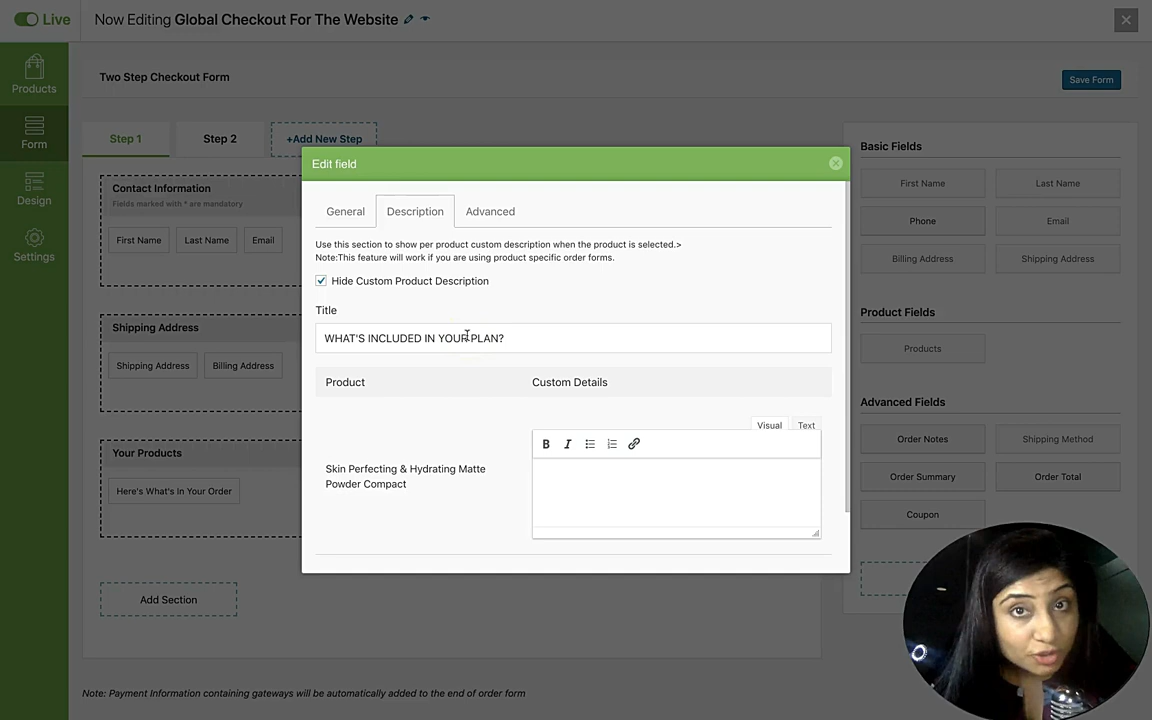 Live
Now Editing Global Checkout For The Website
Products
Form
Design
Settings
Two Step Checkout Form
Save Form
Step 1
Step 2
+Add New Step
Contact Information
Fields marked with * are mandatory
First Name
Last Name
Email
Shipping Address
Shipping Address
Billing Address
Your Products
Here's What's In Your Order
Add Section
Note: Payment Information containing gateways will be automatically added to the end of order form
Edit field
General
Description
Advanced
Use this section to show per product custom description when the product is selected.>
Note:This feature will work if you are using product specific order forms.
Hide Custom Product Description
Title
WHAT'S INCLUDED IN YOUR PLAN?
Product
Custom Details
Visual
Text
B
I
Skin Perfecting & Hydrating Matte
Powder Compact
Basic Fields
First Name
Last Name
Phone
Email
Billing Address
Shipping Address
Product Fields
Products
Advanced Fields
Order Notes
Shipping Method
Order Summary
Order Total
Coupon